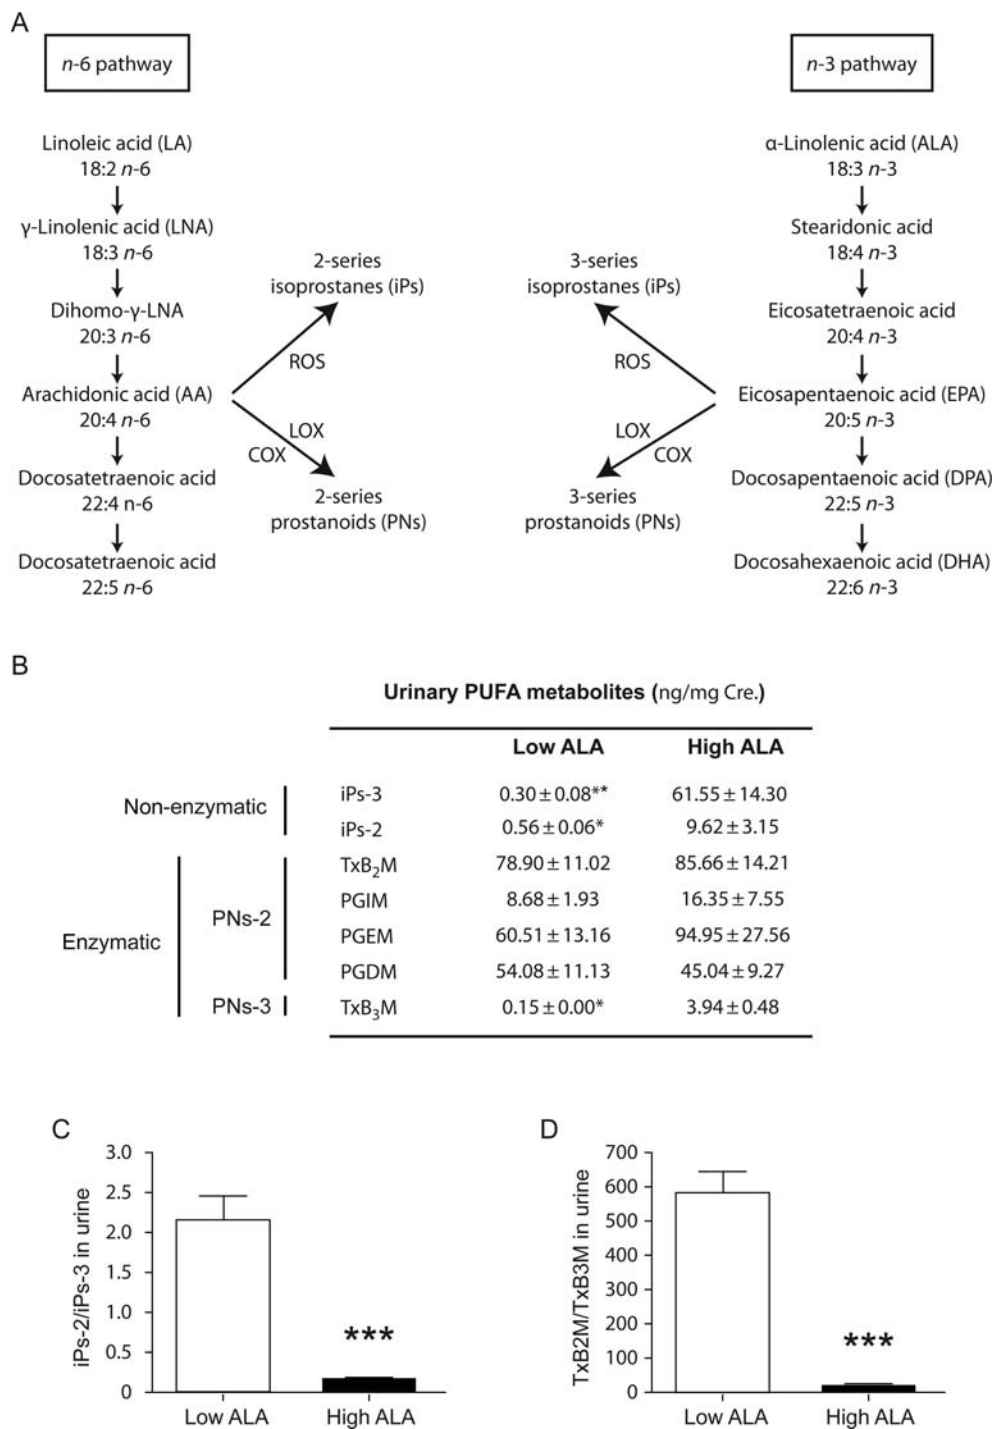 A
n-6 pathway
Linoleic acid (LA)
18:2 n-6
γ-Linolenic acid (LNA)
18:3 n-6
Dihomo-γ-LNA
20:3 n-6
Arachidonic acid (AA)
20:4 n-6
Docosatetraenoic acid
22:4 n-6
Docosatetraenoic acid
22:5 n-6
2-series
isoprostanes (iPs)
ROS
LOX
COX
2-series
prostanoids (PNs)
3-series
isoprostanes (iPs)
ROS
LOX
COX
3-series
prostanoids (PNs)
n-3 pathway
α-Linolenic acid (ALA)
18:3 n-3
Stearidonic acid
18:4 n-3
Eicosatetraenoic acid
20:4 n-3
Eicosapentaenoic acid (EPA)
20:5 n-3
Docosapentaenoic acid (DPA)
22:5 n-3
Docosahexaenoic acid (DHA)
22:6 n-3
B
Urinary PUFA metabolites (ng/mg Cre.)
Low ALA High ALA
Non-enzymatic
iPs-3 0.30±0.08** 61.55±14.30
iPs-2 0.56±0.06* 9.62±3.15
Enzymatic
PNs-2
TxB2M 78.90±11.02 85.66±14.21
PGIM 8.68±1.93 16.35±7.55
PGEM 60.51±13.16 94.95±27.56
PGDM 54.08±11.13 45.04±9.27
PNs-3 TxB3M 0.15±0.00* 3.94±0.48
C
iPs-2/iPs-3 in urine
3.0
2.5
2.0
1.5
1.0
0.5
0
***
Low ALA High ALA
D
TxB2M/TxB3M in urine
700
600
500
400
300
200
100
0
***
Low ALA High ALA